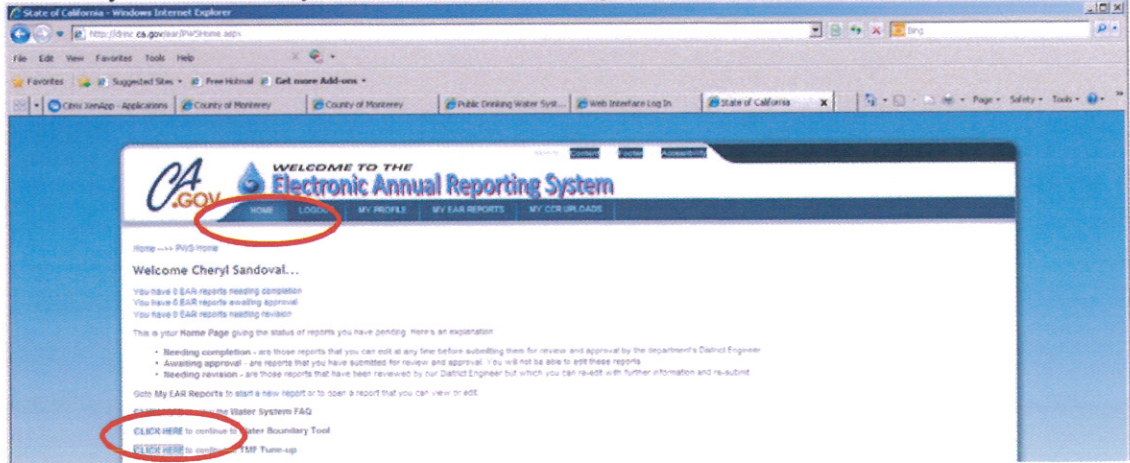 State of California - Windows Internet Explorer
http://drinc.ca.gov/ear/PWSHome.aspx
Bing
File Edit View Favorites Tools Help
Favorites Suggested Sites Free Hotmail Get more Add-ons
Citrix XenApp - Applications County of Monterey County of Monterey Public Drinking Water Syst... Web Interface Log In State of California x Page Safety Tools
Content Footer Accessibility
CA.GOV
WELCOME TO THE
Electronic Annual Reporting System
HOME LOGOUT MY PROFILE MY EAR REPORTS MY CCR UPLOADS
Home -->> PWS Home
Welcome Cheryl Sandoval...
You have 0 EAR reports needing completion
You have 0 EAR reports awaiting approval
You have 0 EAR reports needing revision
This is your Home Page giving the status of reports you have pending. Here's an explanation
• Needing completion - are those reports that you can edit at any time before submitting them for review and approval by the department's District Engineer
• Awaiting approval - are reports that you have submitted for review and approval. You will not be able to edit these reports
• Needing revision - are those reports that have been reviewed by our District Engineer but which you can re-edit with further information and re-submit
Goto My EAR Reports to start a new report or to open a report that you can view or edit
the Water System FAQ
CLICK HERE to continue to Water Boundary Tool
CLICK HERE to continue to TMF Tune-up